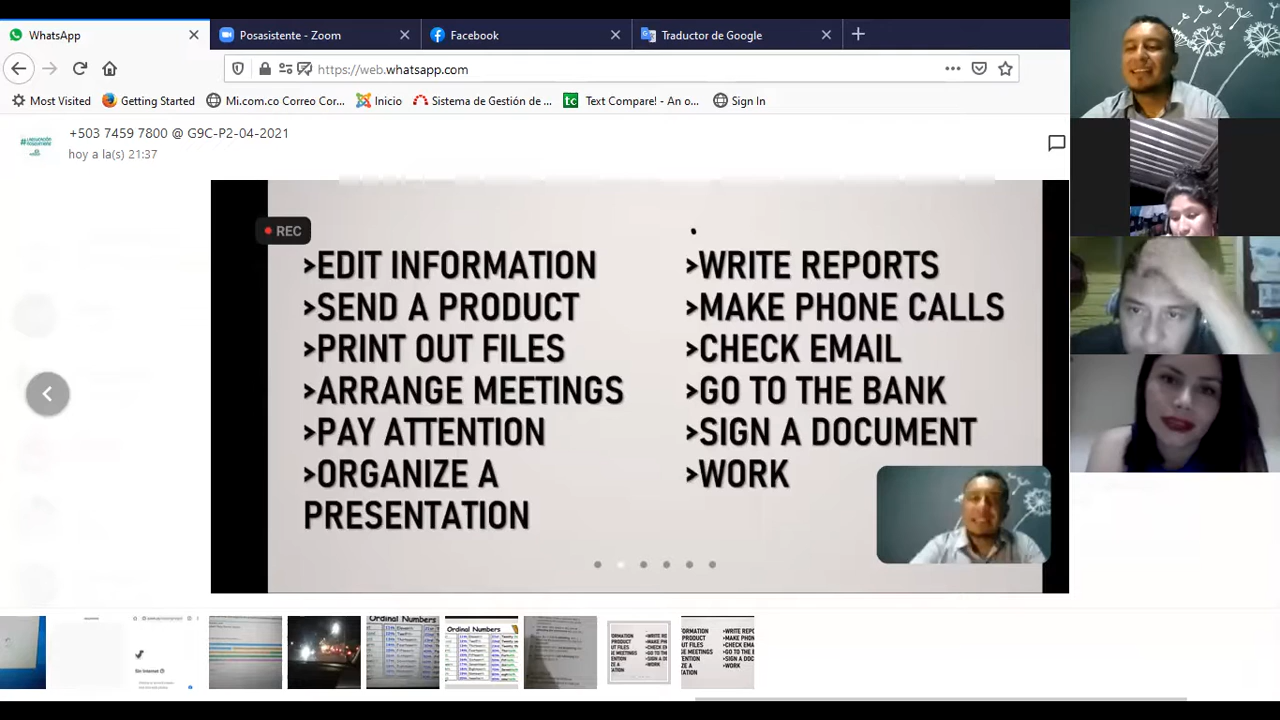 WhatsApp
Posasistente - Zoom
Facebook
Traductor de Google
https://web.whatsapp.com
Most Visited
Getting Started
Mi.com.co Correo Cor...
Inicio
Sistema de Gestión de ...
Text Compare! - An o...
Sign In
+503 7459 7800 @ G9C-P2-04-2021
hoy a la(s) 21:37
REC
>EDIT INFORMATION
>SEND A PRODUCT
>PRINT OUT FILES
>ARRANGE MEETINGS
>PAY ATTENTION
>ORGANIZE A
PRESENTATION
>WRITE REPORTS
>MAKE PHONE CALLS
>CHECK EMAIL
>GO TO THE BANK
>SIGN A DOCUMENT
>WORK
Sin Internet
Ordinal Numbers
Ordinal Numbers